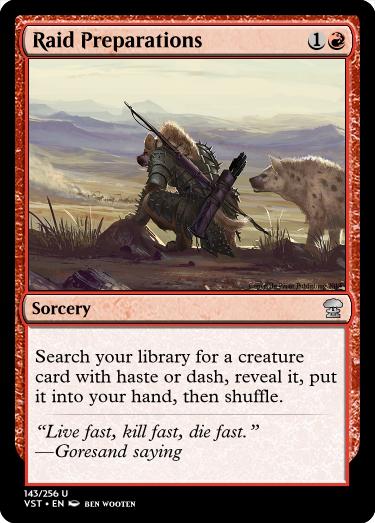 Raid Preparations 1
Sorcery
Search your library for a creature
card with haste or dash, reveal it, put
it into your hand, then shuffle.
“Live fast, kill fast, die fast.”
—Goresand saying
143/256 U
VST • EN BEN WOOTEN